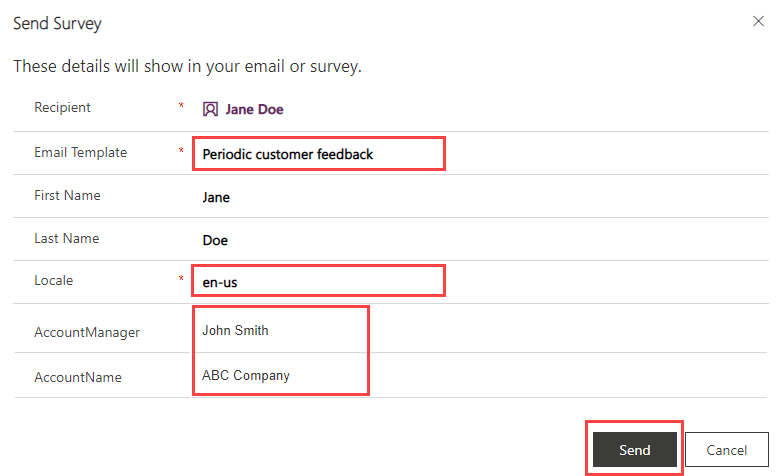 Send Survey
These details will show in your email or survey.
Recipient * Jane Doe
Email Template * Periodic customer feedback
First Name Jane
Last Name Doe
Locale * en-us
AccountManager John Smith
AccountName ABC Company
Send Cancel